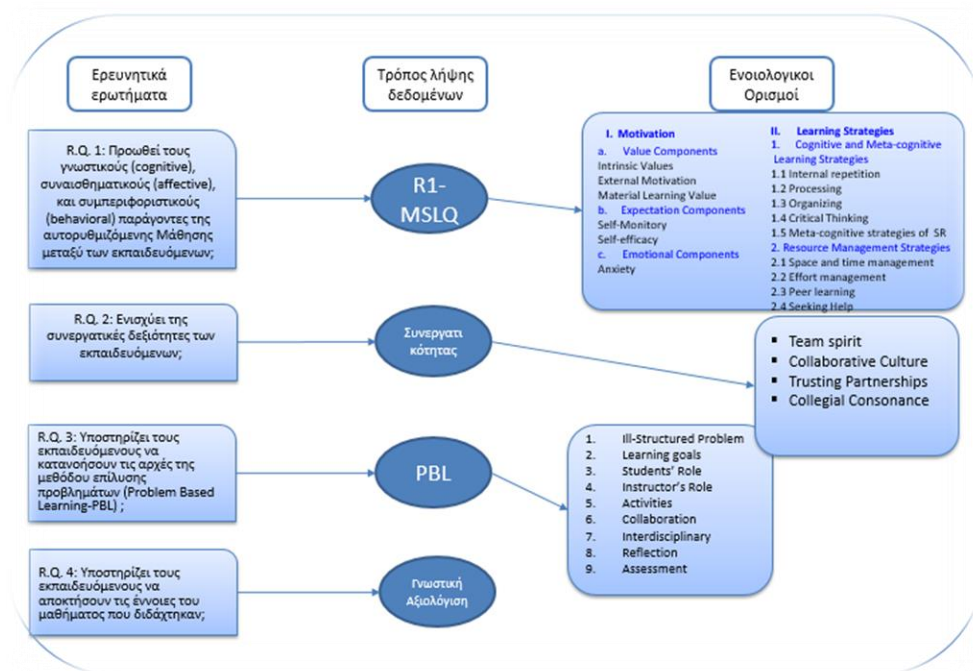 Ερευνητικά
ερωτήματα
Τρόπος λήψης
δεδομένων
Ενοιολογικοι
Ορισμοί
R.Q. 1: Προωθεί τους
γνωστικούς (cognitive),
συναισθηματικούς (affective),
και συμπεριφοριστικούς
(behavioral) παράγοντες της
αυτορυθμιζόμενης Μάθησης
μεταξύ των εκπαιδευόμενων;
R1-
MSLQ
I. Motivation
a. Value Components
Intrinsic Values
External Motivation
Material Learning Value
b. Expectation Components
Self-Monitory
Self-efficacy
c. Emotional Components
Anxiety
II. Learning Strategies
1. Cognitive and Meta-cognitive
Learning Strategies
1.1 Internal repetition
1.2 Processing
1.3 Organizing
1.4 Critical Thinking
1.5 Meta-cognitive strategies of SR
2. Resource Management Strategies
2.1 Space and time management
2.2 Effort management
2.3 Peer learning
2.4 Seeking Help
R.Q. 2: Ενισχύει της
συνεργατικές δεξιότητες των
εκπαιδευόμενων;
Συνεργατι
κότητας
▪ Team spirit
▪ Collaborative Culture
▪ Trusting Partnerships
▪ Collegial Consonance
R.Q. 3: Υποστηρίζει τους
εκπαιδευόμενους να
κατανοήσουν τις αρχές της
μεθόδου επίλυσης
προβλημάτων (Problem Based
Learning-PBL) ;
PBL
1. Ill-Structured Problem
2. Learning goals
3. Students' Role
4. Instructor's Role
5. Activities
6. Collaboration
7. Interdisciplinary
8. Reflection
9. Assessment
R.Q. 4: Υποστηρίζει τους
εκπαιδευόμενους να
αποκτήσουν τις έννοιες του
μαθήματος που διδάχτηκαν;
Γνωστική
Αξιολόγιση